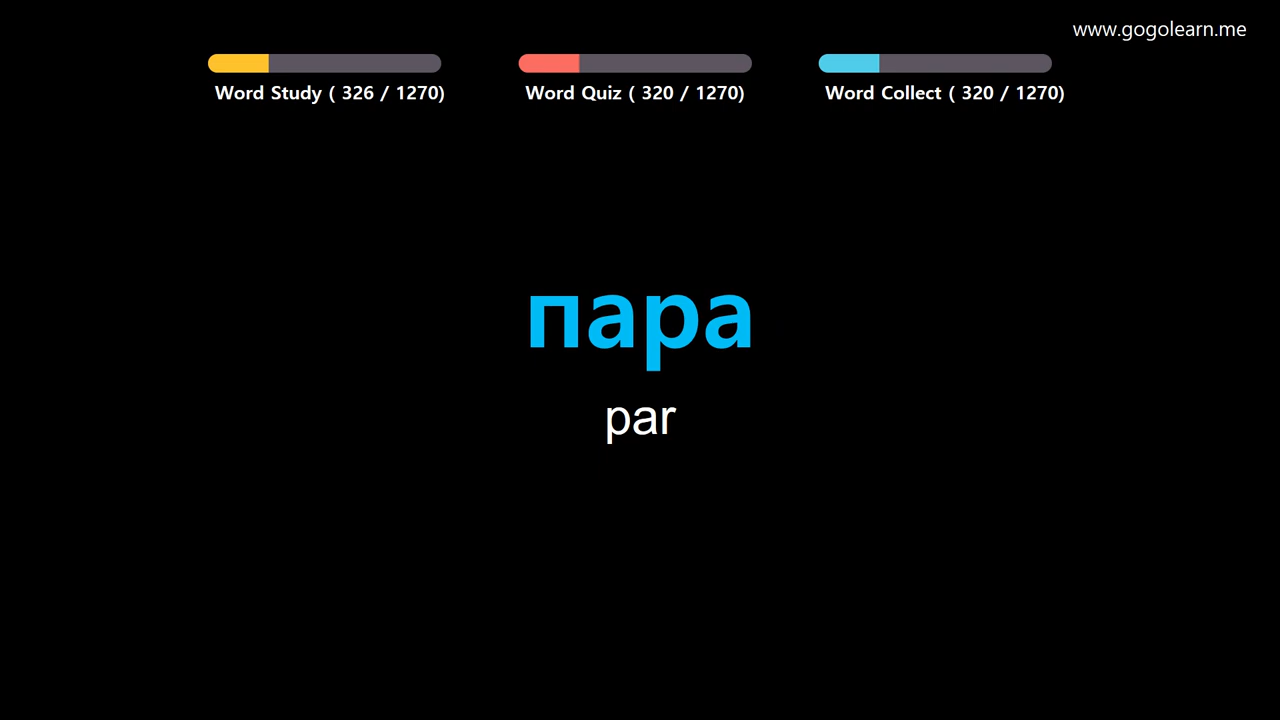 www.gogolearn.me
Word Study ( 326 / 1270)
Word Quiz ( 320 / 1270)
Word Collect ( 320 / 1270)
пара
par